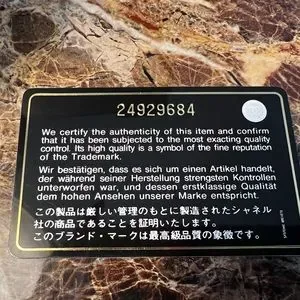 24929684
We certify the authenticity of this item and confirm
that it has been subjected to the most exacting quality
control. Its high quality is a symbol of the fine reputation
of the Trademark.
Wir bestätigen, dass es sich um einen Artikel handelt,
der während seiner Herstellung strengsten Kontrollen
unterworfen war, und dessen erstklassige Qualität
dem hohen Ansehen unserer Marke entspricht.
この製品は厳しい管理のもとに製造されたシャネル
社の商品であることを証明いたします。
このブランド・マークは最高級品質の象徴です。